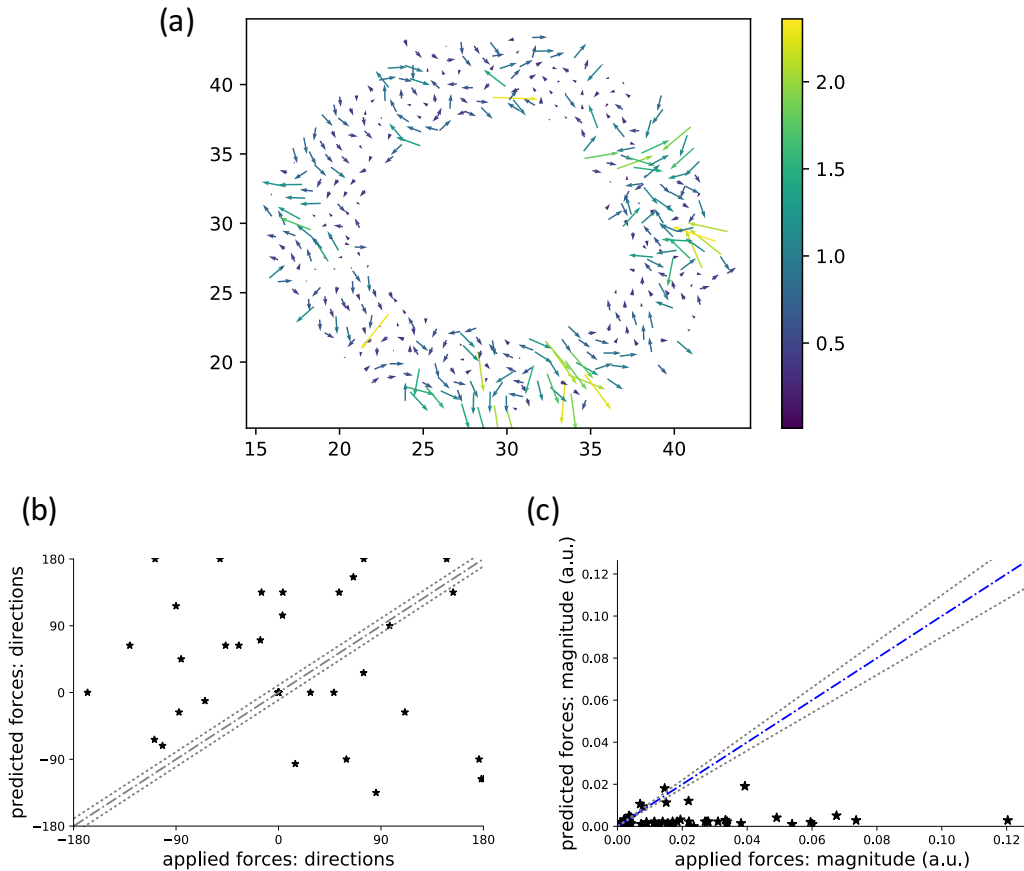 (a)
40
35
30
25
20
15 20 25 30 35 40
2.0
1.5
1.0
0.5
(b)
predicted forces: directions
180
90
0
−90
−180
−180 −90 0 90 180
applied forces: directions
(c)
predicted forces: magnitude (a.u.)
0.12
0.10
0.08
0.06
0.04
0.02
0.00
0.00 0.02 0.04 0.06 0.08 0.10 0.12
applied forces: magnitude (a.u.)